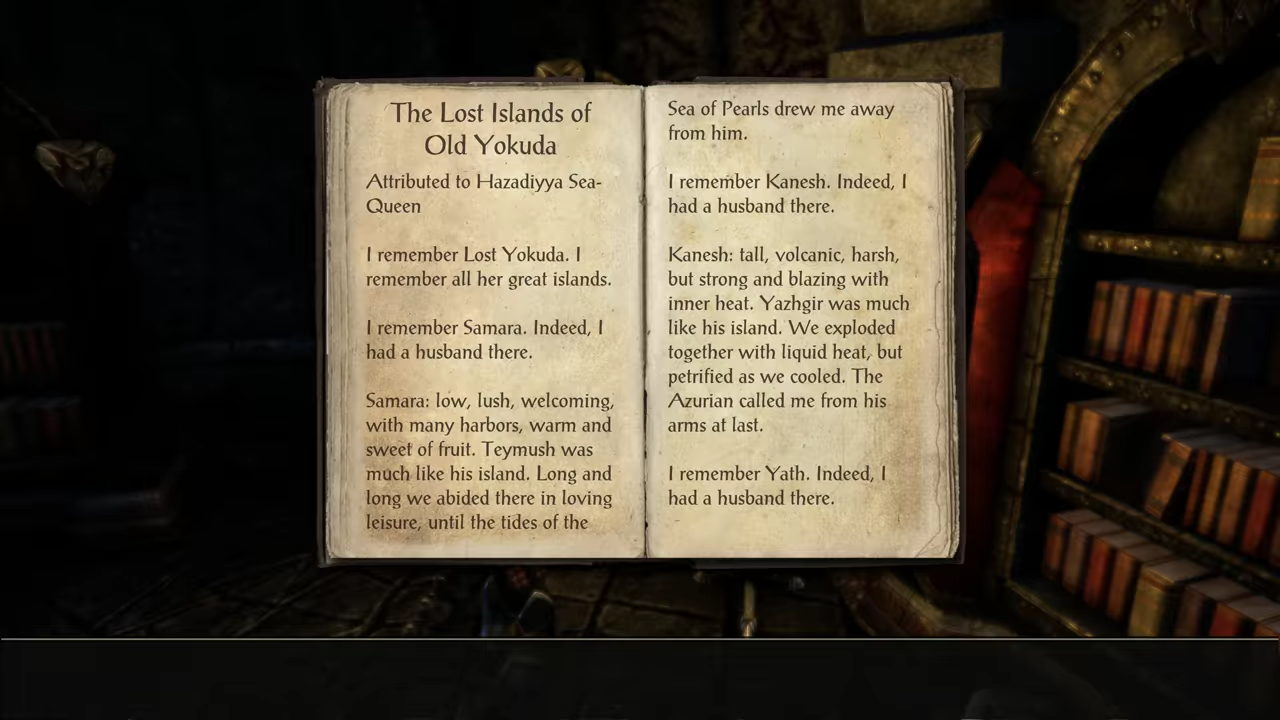 The Lost Islands of
Old Yokuda
Attributed to Hazadiyya Sea-
Queen
I remember Lost Yokuda. I
remember all her great islands.
I remember Samara. Indeed, I
had a husband there.
Samara: low, lush, welcoming,
with many harbors, warm and
sweet of fruit. Teymush was
much like his island. Long and
long we abided there in loving
leisure, until the tides of the
Sea of Pearls drew me away
from him.
I remember Kanesh. Indeed, I
had a husband there.
Kanesh: tall, volcanic, harsh,
but strong and blazing with
inner heat. Yazhgir was much
like his island. We exploded
together with liquid heat, but
petrified as we cooled. The
Azurian called me from his
arms at last.
I remember Yath. Indeed, I
had a husband there.